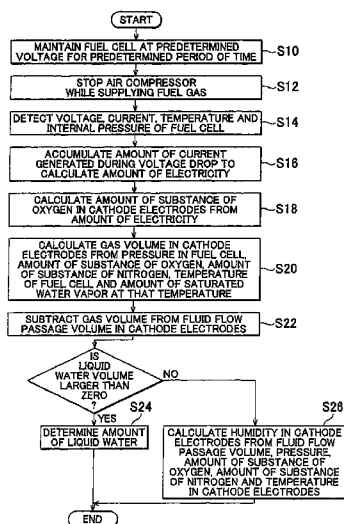 START
MAINTAIN FUEL CELL AT PREDETERMINED
VOLTAGE FOR PREDETERMINED PERIOD OF TIME
S10
STOP AIR COMPRESSOR
WHILE SUPPLYING FUEL GAS
S12
DETECT VOLTAGE, CURRENT, TEMPERATURE AND
INTERNAL PRESSURE OF FUEL CELL
S14
ACCUMULATE AMOUNT OF CURRENT
GENERATED DURING VOLTAGE DROP TO
CALCULATE AMOUNT OF ELECTRICITY
S16
CALCULATE AMOUNT OF SUBSTANCE OF
OXYGEN IN CATHODE ELECTRODES FROM
AMOUNT OF ELECTRICITY
S18
CALCULATE GAS VOLUME IN CATHODE
ELECTRODES FROM PRESSURE IN FUEL CELL,
AMOUNT OF SUBSTANCE OF OXYGEN, AMOUNT
OF SUBSTANCE OF NITROGEN, TEMPERATURE
OF FUEL CELL AND AMOUNT OF SATURATED
WATER VAPOR AT THAT TEMPERATURE
S20
SUBTRACT GAS VOLUME FROM FLUID FLOW
PASSAGE VOLUME IN CATHODE ELECTRODES
S22
IS
LIQUID
WATER VOLUME
LARGER THAN
ZERO
?
NO
YES
S24
DETERMINE AMOUNT
OF LIQUID WATER
S26
CALCULATE HUMIDITY IN CATHODE
ELECTRODES FROM FLUID FLOW
PASSAGE VOLUME, PRESSURE,
AMOUNT OF SUBSTANCE OF
OXYGEN, AMOUNT OF SUBSTANCE OF
NITROGEN AND TEMPERATURE
IN CATHODE ELECTRODES
END